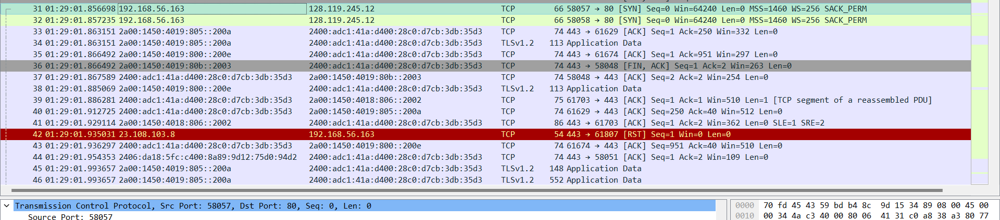 31 01:29:01.856698 192.168.56.163 128.119.245.12 TCP 66 58057 → 80 [SYN] Seq=0 Win=64240 Len=0 MSS=1460 WS=256 SACK_PERM
32 01:29:01.857235 192.168.56.163 128.119.245.12 TCP 66 58058 → 80 [SYN] Seq=0 Win=64240 Len=0 MSS=1460 WS=256 SACK_PERM
33 01:29:01.863151 2a00:1450:4019:805::200a 2400:adc1:41a:d400:28c0:d7cb:3db:35d3 TCP 74 443 → 61629 [ACK] Seq=1 Ack=250 Win=332 Len=0
34 01:29:01.863151 2a00:1450:4019:805::200a 2400:adc1:41a:d400:28c0:d7cb:3db:35d3 TLSv1.2 113 Application Data
35 01:29:01.866492 2a00:1450:4019:800::200e 2400:adc1:41a:d400:28c0:d7cb:3db:35d3 TCP 74 443 → 61674 [ACK] Seq=1 Ack=951 Win=297 Len=0
36 01:29:01.866492 2a00:1450:4019:80b::2003 2400:adc1:41a:d400:28c0:d7cb:3db:35d3 TCP 74 443 → 58048 [FIN, ACK] Seq=1 Ack=2 Win=263 Len=0
37 01:29:01.867589 2400:adc1:41a:d400:28c0:d7cb:3db:35d3 2a00:1450:4019:80b::2003 TCP 74 58048 → 443 [ACK] Seq=2 Ack=2 Win=254 Len=0
38 01:29:01.885069 2a00:1450:4019:800::200e 2400:adc1:41a:d400:28c0:d7cb:3db:35d3 TLSv1.2 113 Application Data
39 01:29:01.886281 2400:adc1:41a:d400:28c0:d7cb:3db:35d3 2a00:1450:4018:806::2002 TCP 75 61703 → 443 [ACK] Seq=1 Ack=1 Win=510 Len=1 [TCP segment of a reassembled PDU]
40 01:29:01.912725 2400:adc1:41a:d400:28c0:d7cb:3db:35d3 2a00:1450:4019:805::200a TCP 74 61629 → 443 [ACK] Seq=250 Ack=40 Win=512 Len=0
41 01:29:01.929114 2a00:1450:4018:806::2002 2400:adc1:41a:d400:28c0:d7cb:3db:35d3 TCP 86 443 → 61703 [ACK] Seq=1 Ack=2 Win=362 Len=0 SLE=1 SRE=2
42 01:29:01.935031 23.108.103.8 192.168.56.163 TCP 54 443 → 61807 [RST] Seq=1 Win=0 Len=0
43 01:29:01.936297 2400:adc1:41a:d400:28c0:d7cb:3db:35d3 2a00:1450:4019:800::200e TCP 74 61674 → 443 [ACK] Seq=951 Ack=40 Win=510 Len=0
44 01:29:01.954353 2406:da18:5fc:c400:8a89:9d12:75d0:94d2 2400:adc1:41a:d400:28c0:d7cb:3db:35d3 TCP 74 443 → 58051 [ACK] Seq=1 Ack=2 Win=109 Len=0
45 01:29:01.993657 2a00:1450:4019:805::200a 2400:adc1:41a:d400:28c0:d7cb:3db:35d3 TLSv1.2 148 Application Data
46 01:29:01.993657 2a00:1450:4019:805::200a 2400:adc1:41a:d400:28c0:d7cb:3db:35d3 TLSv1.2 552 Application Data
Transmission Control Protocol, Src Port: 58057, Dst Port: 80, Seq: 0, Len: 0
Source Port: 58057
0000 70 fd 45 43 59 bd b4 8c 9d 15 34 89 08 00 45 00
0010 00 34 4a c3 40 00 80 06 41 31 c0 a8 38 a3 80 77